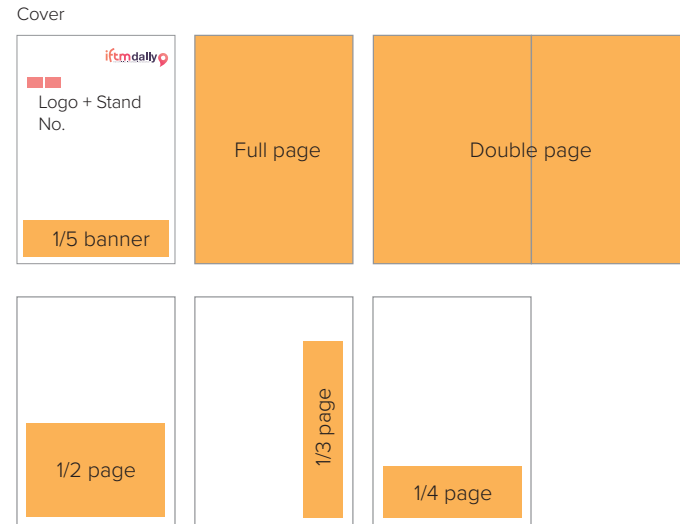 Cover
iftmdaily
Logo + Stand
No.
1/5 banner
Full page
Double page
1/2 page
1/3 page
1/4 page